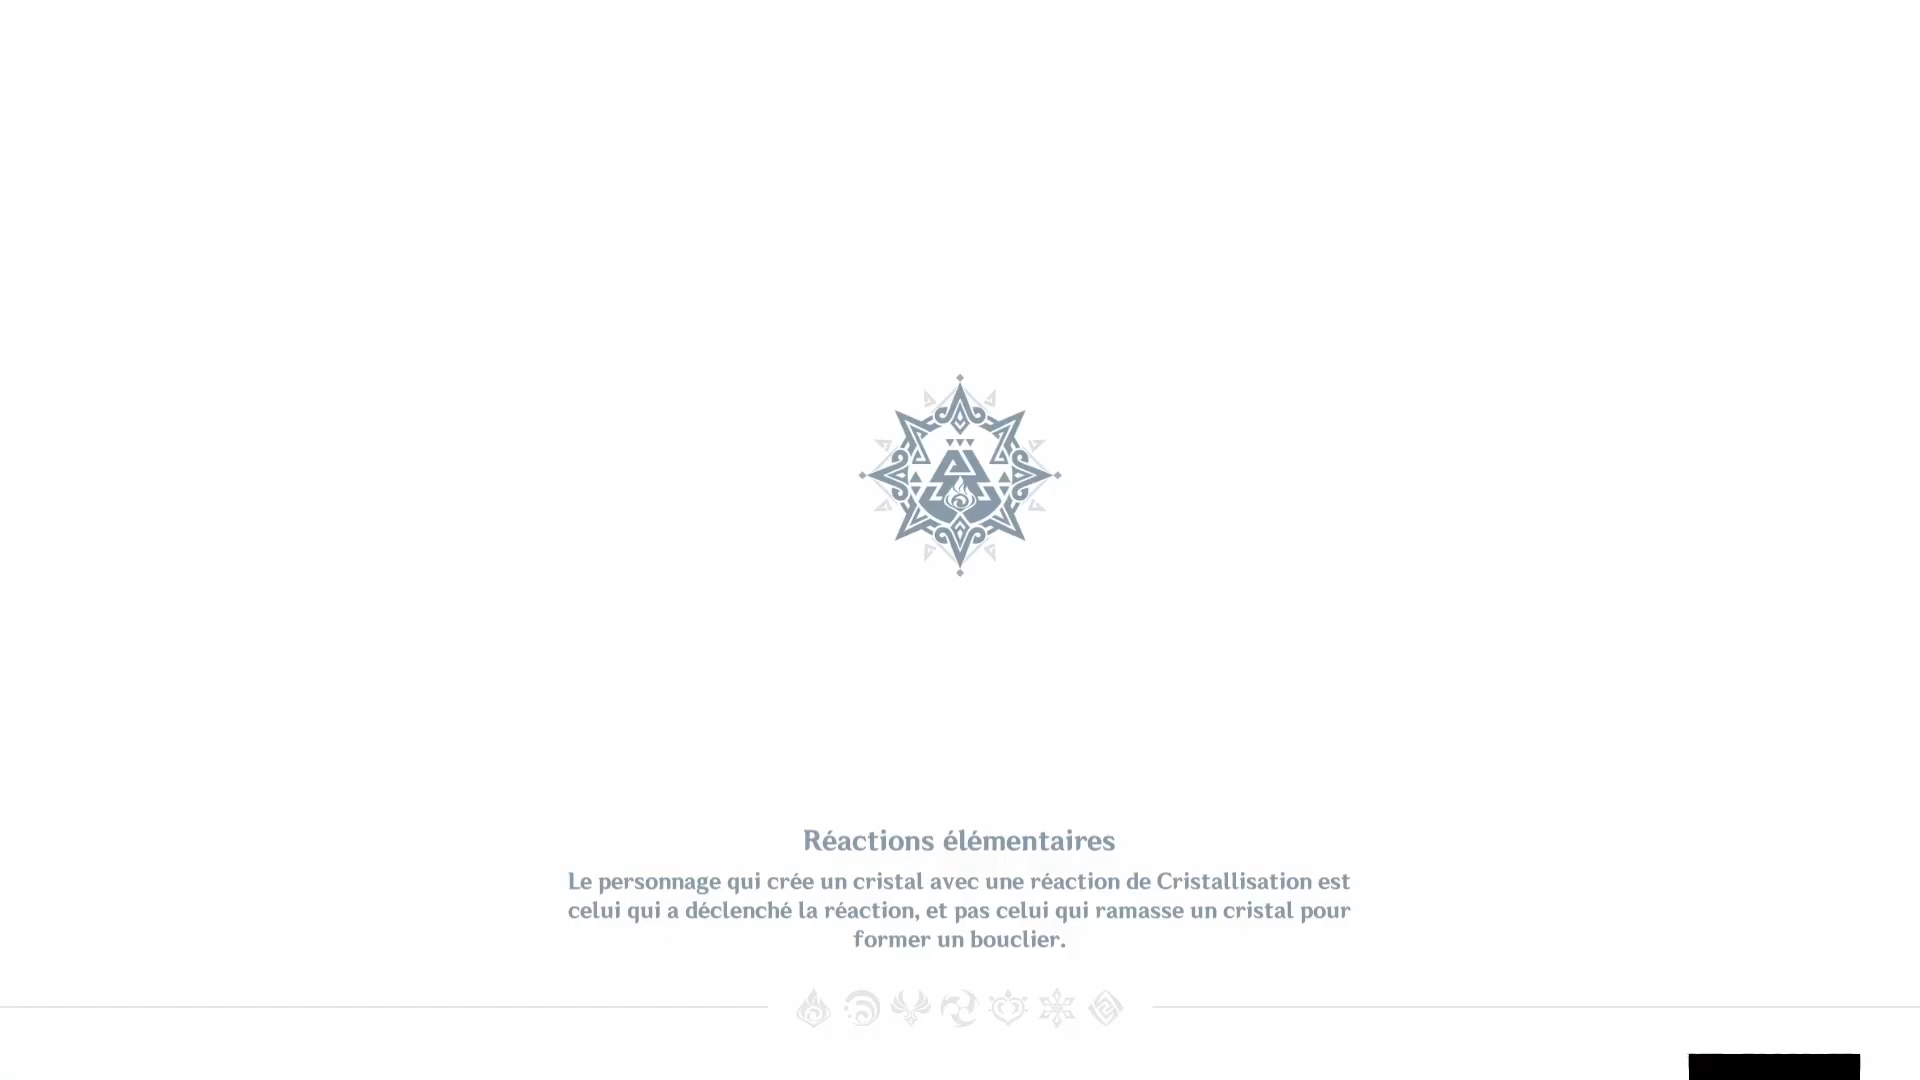 Réactions élémentaires
Le personnage qui crée un cristal avec une réaction de Cristallisation est
celui qui a déclenché la réaction, et pas celui qui ramasse un cristal pour
former un bouclier.